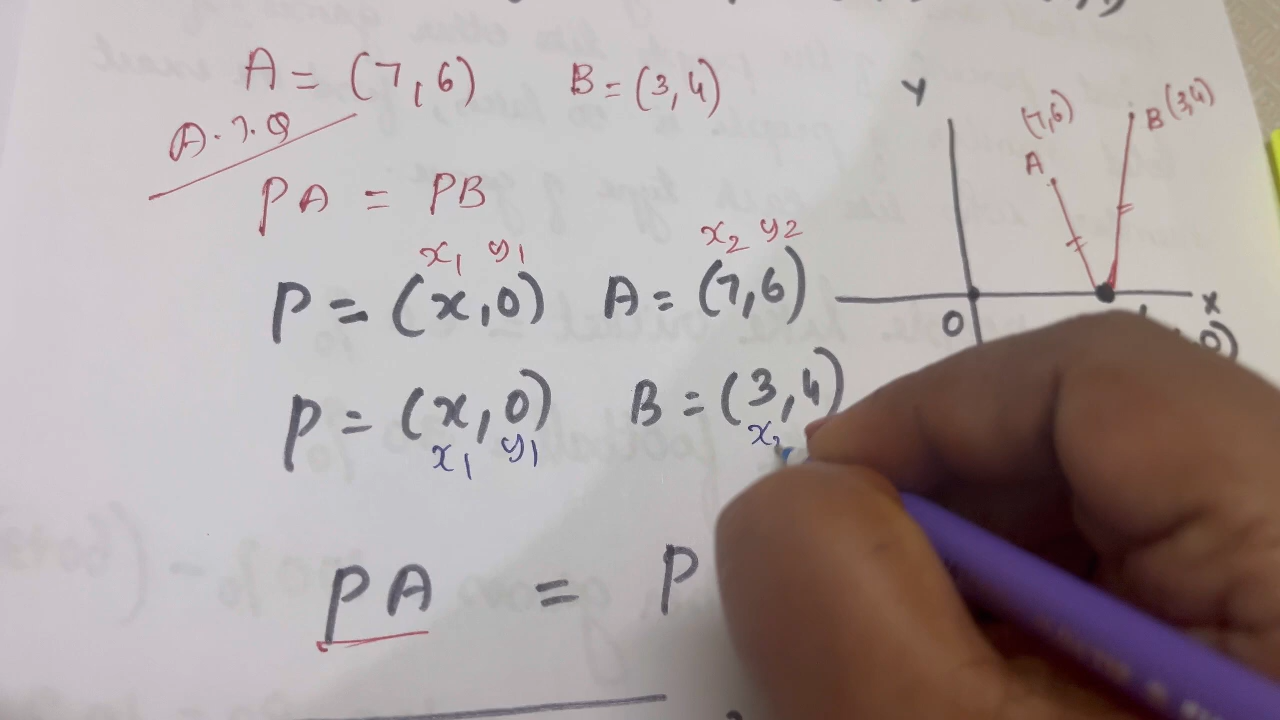 A = (7,6) B = (3,4)
A.T.Q
PA = PB
x₁ y₁ x₂ y₂
P = (x,0) A = (7,6)
P = (x,0) B = (3,4)
x₁ y₁ x₂
PA = P
Y
(7,6)
A
B (3,4)
X
O
0)